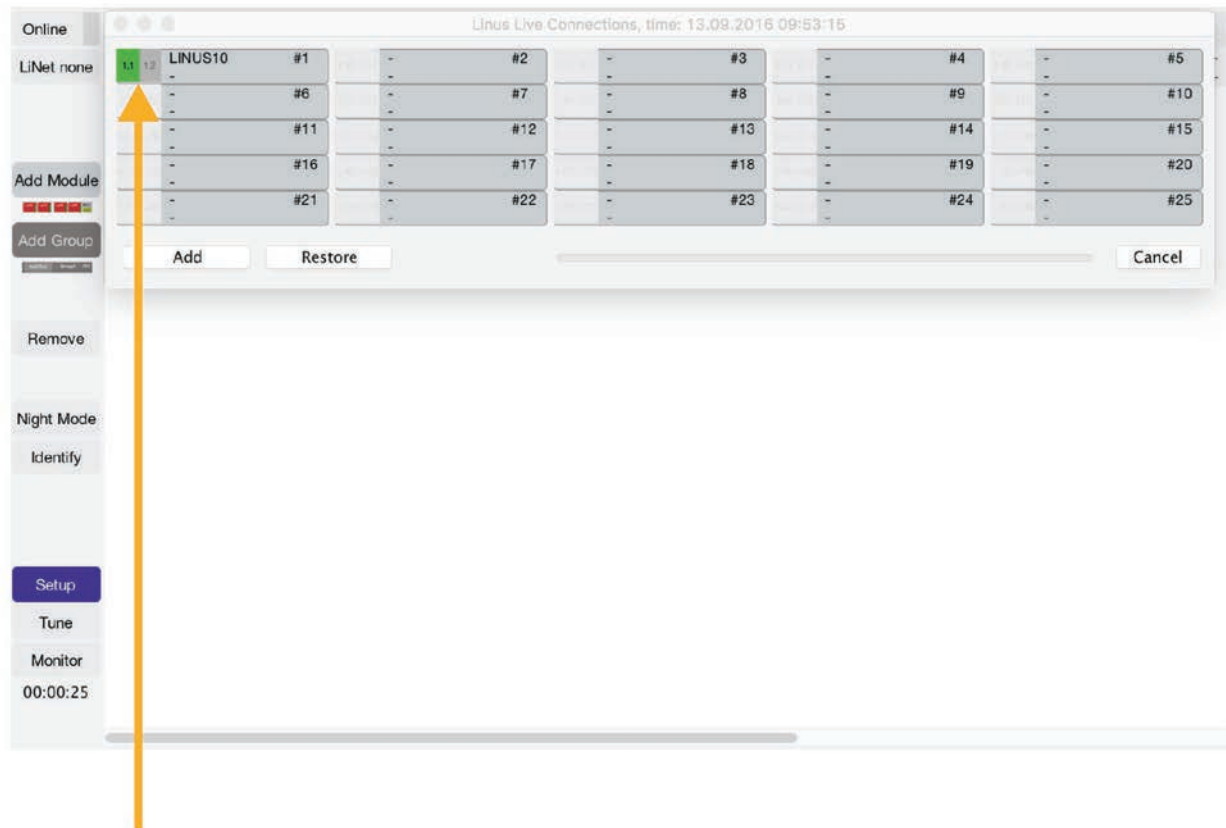 Linus Live Connections, time: 13.09.2016 09:53:15
Online
LiNet none
1.1 1.2 LINUS10 #1 - #2 - #3 - #4 - #5 -
- - - - - -
- #6 - #7 - #8 - #9 - #10
- - - - -
- #11 - #12 - #13 - #14 - #15
- - - - -
- #16 - #17 - #18 - #19 - #20
- - - - -
- #21 - #22 - #23 - #24 - #25
- - - - -
Add Restore Cancel
Add Module
Add Group
Remove
Night Mode
Identify
Setup
Tune
Monitor
00:00:25